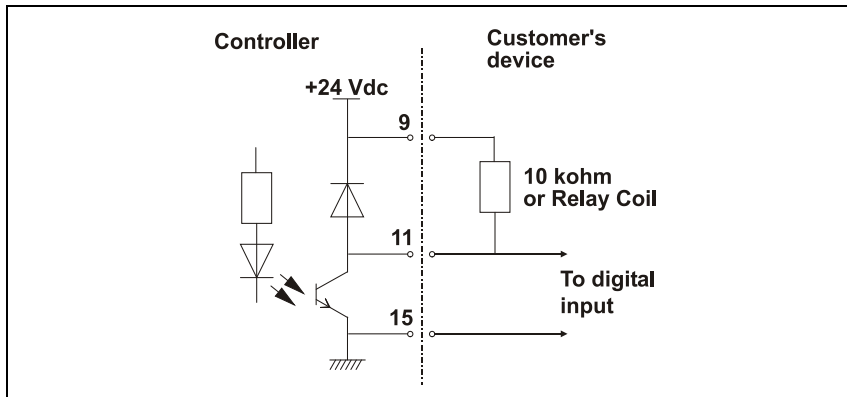 Controller
Customer's
device
+24 Vdc
9
10 kohm
or Relay Coil
11
To digital
input
15